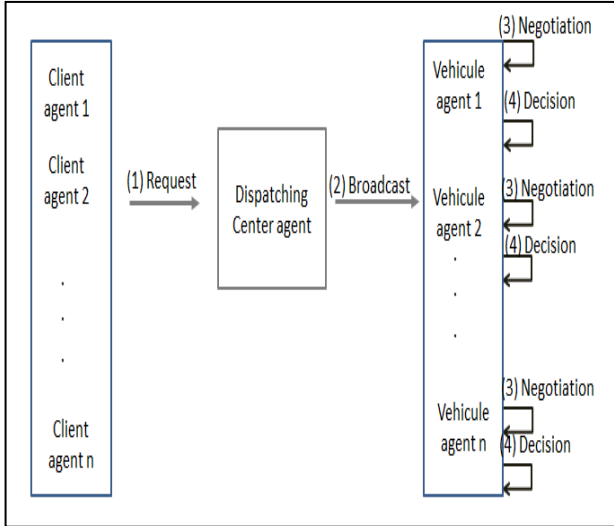 Client
agent 1
Client
agent 2
.
.
.
Client
agent n
(1) Request
Dispatching
Center agent
(2) Broadcast
Vehicule
agent 1
Vehicule
agent 2
.
.
.
Vehicule
agent n
(3) Negotiation
(4) Decision
(3) Negotiation
(4) Decision
(3) Negotiation
(4) Decision